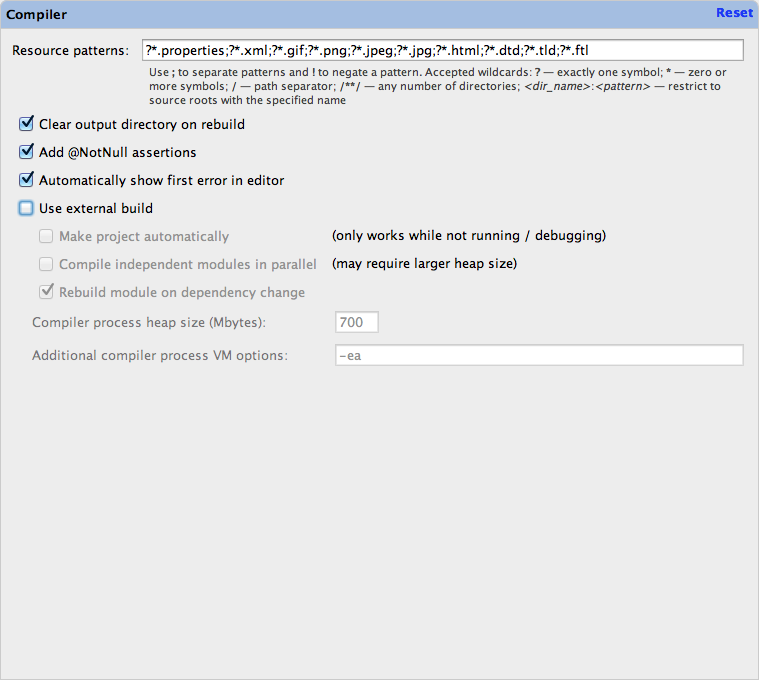 Compiler
Reset
Resource patterns: ?*.properties;?*.xml;?*.gif;?*.png;?*.jpeg;?*.jpg;?*.html;?*.dtd;?*.tld;?*.ftl
Use ; to separate patterns and ! to negate a pattern. Accepted wildcards: ? — exactly one symbol; * — zero or
more symbols; / — path separator; /**/ — any number of directories; <dir_name>:<pattern> — restrict to
source roots with the specified name
Clear output directory on rebuild
Add @NotNull assertions
Automatically show first error in editor
Use external build
Make project automatically (only works while not running / debugging)
Compile independent modules in parallel (may require larger heap size)
Rebuild module on dependency change
Compiler process heap size (Mbytes): 700
Additional compiler process VM options: -ea